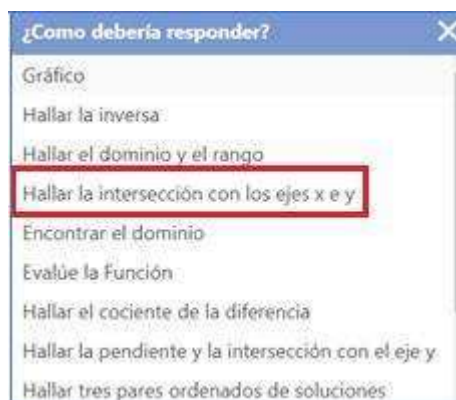 ¿Como debería responder?
Gráfico
Hallar la inversa
Hallar el dominio y el rango
Hallar la intersección con los ejes x e y
Encontrar el dominio
Evalúe la Función
Hallar el cociente de la diferencia
Hallar la pendiente y la intersección con el eje y
Hallar tres pares ordenados de soluciones